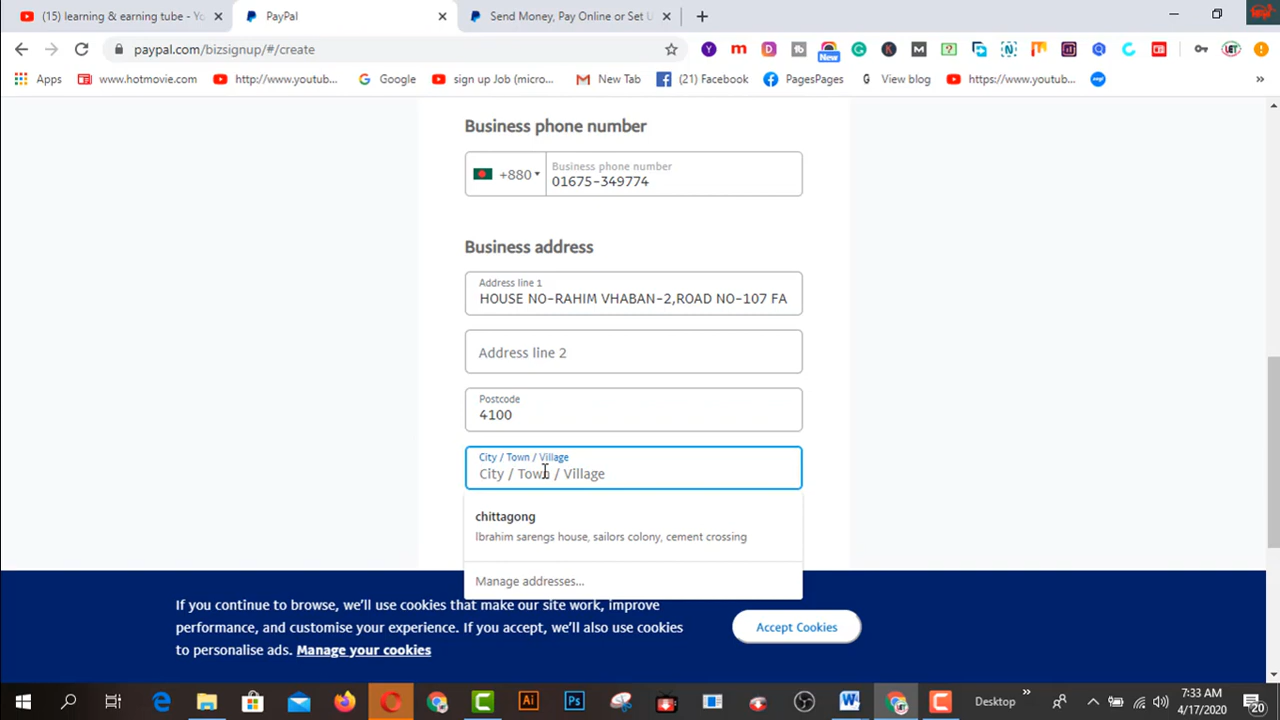 (15) learning & earning tube - Yo
PayPal
Send Money, Pay Online or Set U
paypal.com/bizsignup/#/create
New
Apps
www.hotmovie.com
http://www.youtub...
Google
sign up Job (micro...
New Tab
(21) Facebook
PagesPages
View blog
https://www.youtu...
Business phone number
+880
Business phone number
01675-349774
Business address
Address line 1
HOUSE NO-RAHIM VHABAN-2,ROAD NO-107 FA
Address line 2
Postcode
4100
City / Town / Village
City / Town / Village
chittagong
Ibrahim sarengs house, sailors colony, cement crossing
Manage addresses...
If you continue to browse, we'll use cookies that make our site work, improve
performance, and customise your experience. If you accept, we'll also use cookies
to personalise ads. Manage your cookies
Accept Cookies
Desktop
7:33 AM
4/17/2020
20